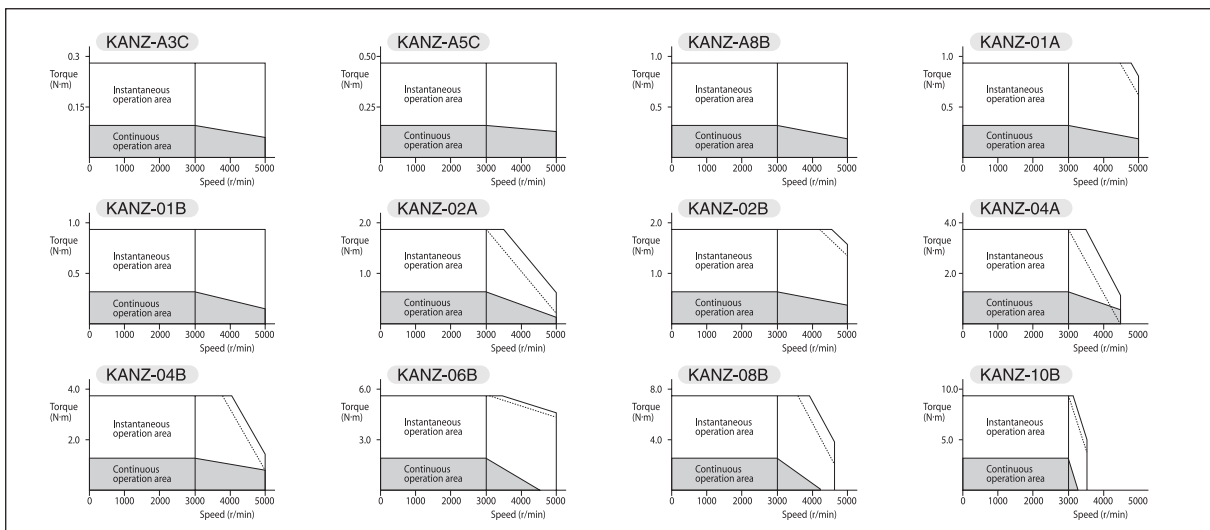 KANZ-A3C
0.3
Torque
(N·m)
0.15
Instantaneous
operation area
Continuous
operation area
0 1000 2000 3000 4000 5000
Speed (r/min)
KANZ-A5C
0.50
Torque
(N·m)
0.25
Instantaneous
operation area
Continuous
operation area
0 1000 2000 3000 4000 5000
Speed (r/min)
KANZ-A8B
1.0
Torque
(N·m)
0.5
Instantaneous
operation area
Continuous
operation area
0 1000 2000 3000 4000 5000
Speed (r/min)
KANZ-01A
1.0
Torque
(N·m)
0.5
Instantaneous
operation area
Continuous
operation area
0 1000 2000 3000 4000 5000
Speed (r/min)
KANZ-01B
1.0
Torque
(N·m)
0.5
Instantaneous
operation area
Continuous
operation area
0 1000 2000 3000 4000 5000
Speed (r/min)
KANZ-02A
2.0
Torque
(N·m)
1.0
Instantaneous
operation area
Continuous
operation area
0 1000 2000 3000 4000 5000
Speed (r/min)
KANZ-02B
2.0
Torque
(N·m)
1.0
Instantaneous
operation area
Continuous
operation area
0 1000 2000 3000 4000 5000
Speed (r/min)
KANZ-04A
4.0
Torque
(N·m)
2.0
Instantaneous
operation area
Continuous
operation area
0 1000 2000 3000 4000 5000
Speed (r/min)
KANZ-04B
4.0
Torque
(N·m)
2.0
Instantaneous
operation area
Continuous
operation area
0 1000 2000 3000 4000 5000
Speed (r/min)
KANZ-06B
6.0
Torque
(N·m)
3.0
Instantaneous
operation area
Continuous
operation area
0 1000 2000 3000 4000 5000
Speed (r/min)
KANZ-08B
8.0
Torque
(N·m)
4.0
Instantaneous
operation area
Continuous
operation area
0 1000 2000 3000 4000 5000
Speed (r/min)
KANZ-10B
10.0
Torque
(N·m)
5.0
Instantaneous
operation area
Continuous
operation area
0 1000 2000 3000 4000 5000
Speed (r/min)